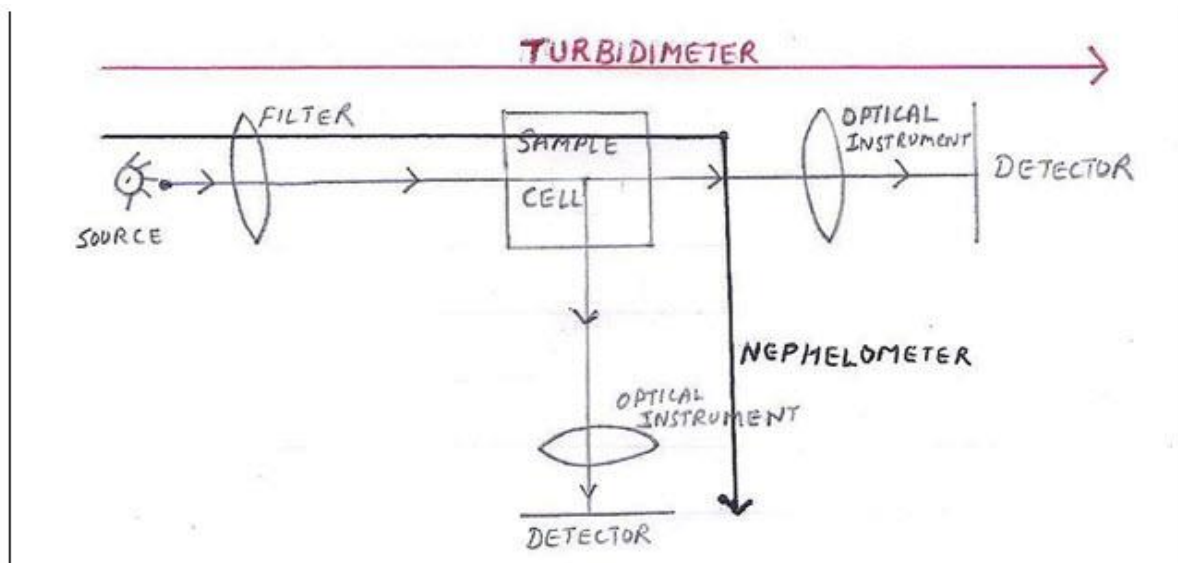 TURBIDIMETER
FILTER
OPTICAL
INSTRUMENT
SAMPLE
CELL
DETECTOR
SOURCE
NEPHELOMETER
OPTICAL
INSTRUMENT
DETECTOR